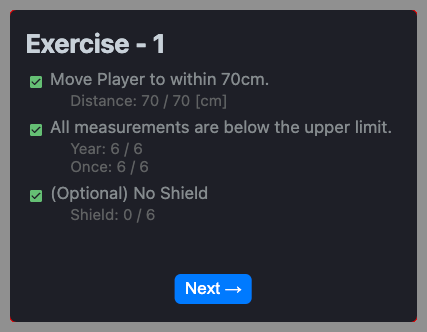 Exercise - 1
Move Player to within 70cm.
Distance: 70 / 70 [cm]
All measurements are below the upper limit.
Year: 6 / 6
Once: 6 / 6
(Optional) No Shield
Shield: 0 / 6
Next →